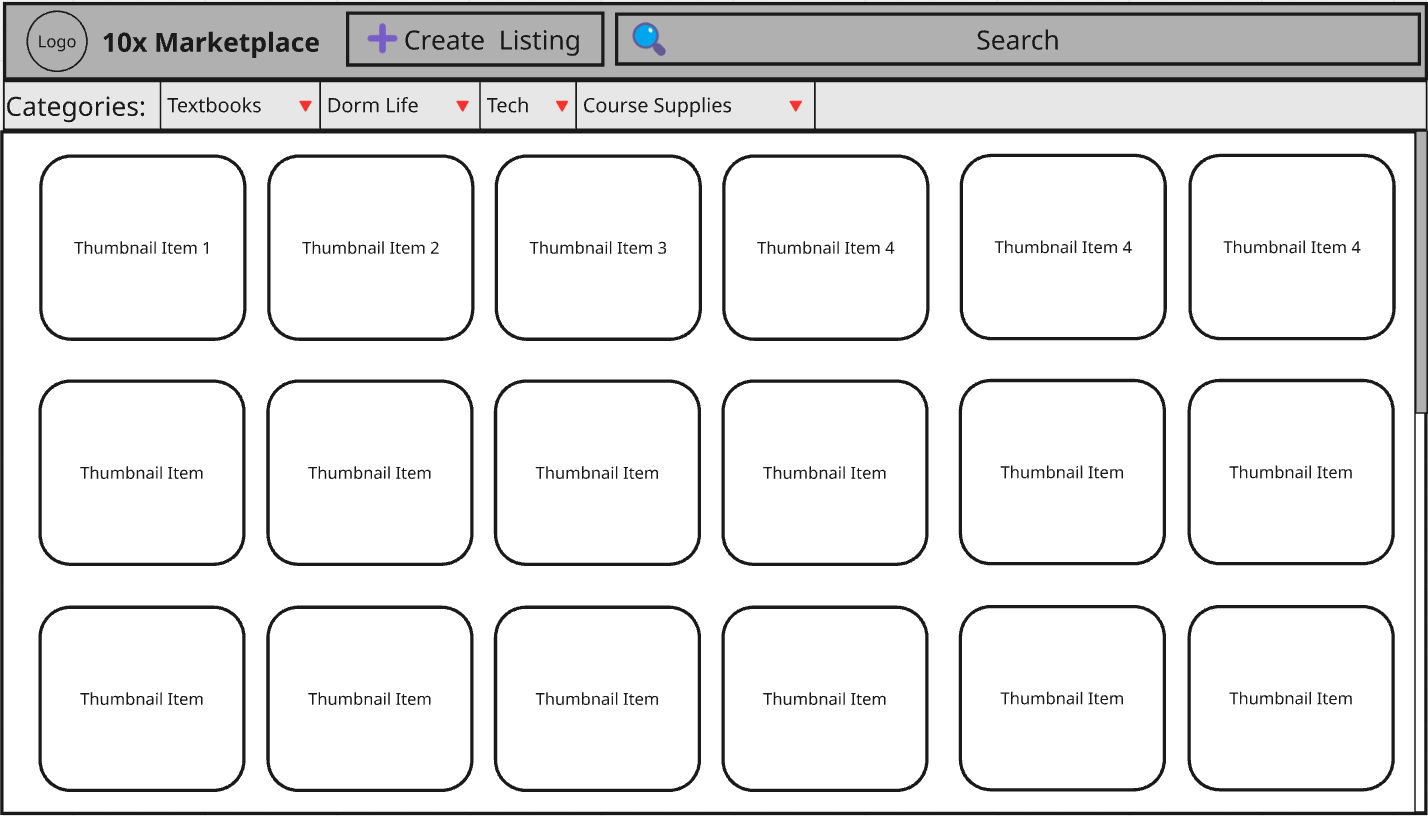 Logo
10x Marketplace
Create Listing
Search
Categories:
Textbooks
Dorm Life
Tech
Course Supplies
Thumbnail Item 1
Thumbnail Item 2
Thumbnail Item 3
Thumbnail Item 4
Thumbnail Item 4
Thumbnail Item 4
Thumbnail Item
Thumbnail Item
Thumbnail Item
Thumbnail Item
Thumbnail Item
Thumbnail Item
Thumbnail Item
Thumbnail Item
Thumbnail Item
Thumbnail Item
Thumbnail Item
Thumbnail Item